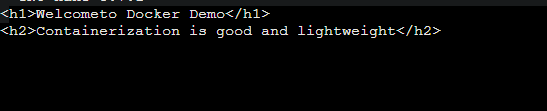 <h1>Welcometo Docker Demo</h1>
<h2>Containerization is good and lightweight</h2>